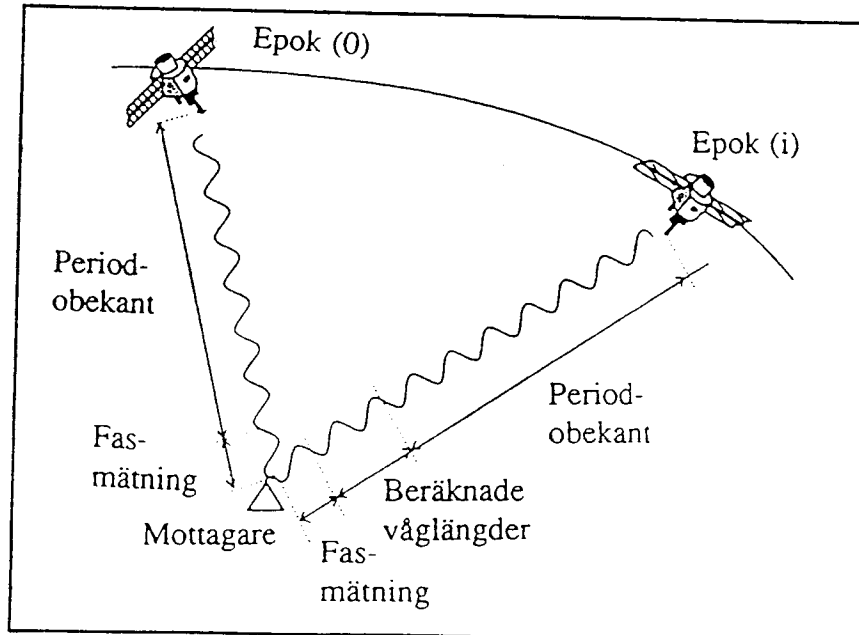 Epok (0)
Epok (i)
Period-
obekant
Period-
obekant
Fas-
mätning
Beräknade
våglängder
Mottagare
Fas-
mätning